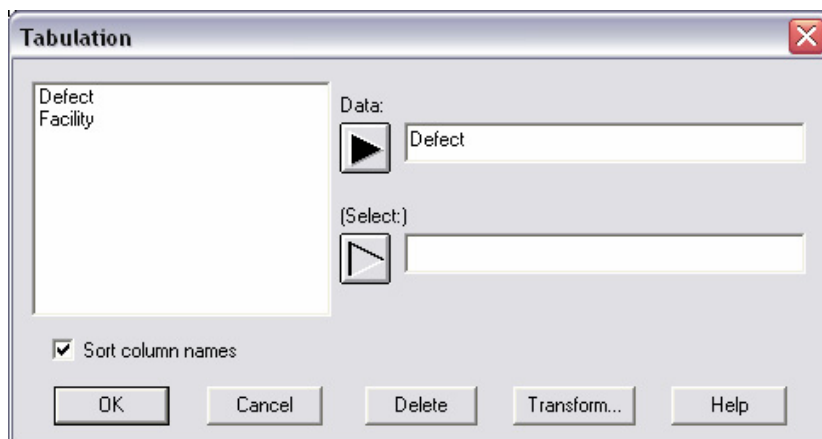 Tabulation
Defect
Facility
Data:
Defect
(Select:)
Sort column names
OK
Cancel
Delete
Transform...
Help